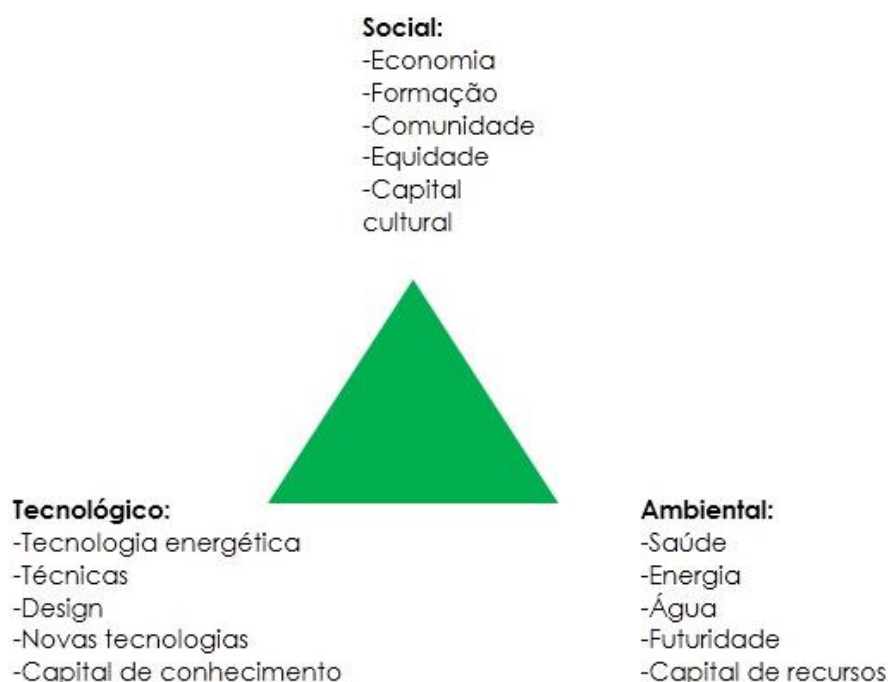 Social:
-Economia
-Formação
-Comunidade
-Equidade
-Capital
cultural
Tecnológico:
-Tecnologia energética
-Técnicas
-Design
-Novas tecnologias
-Capital de conhecimento
Ambiental:
-Saúde
-Energia
-Água
-Futuridade
-Capital de recursos